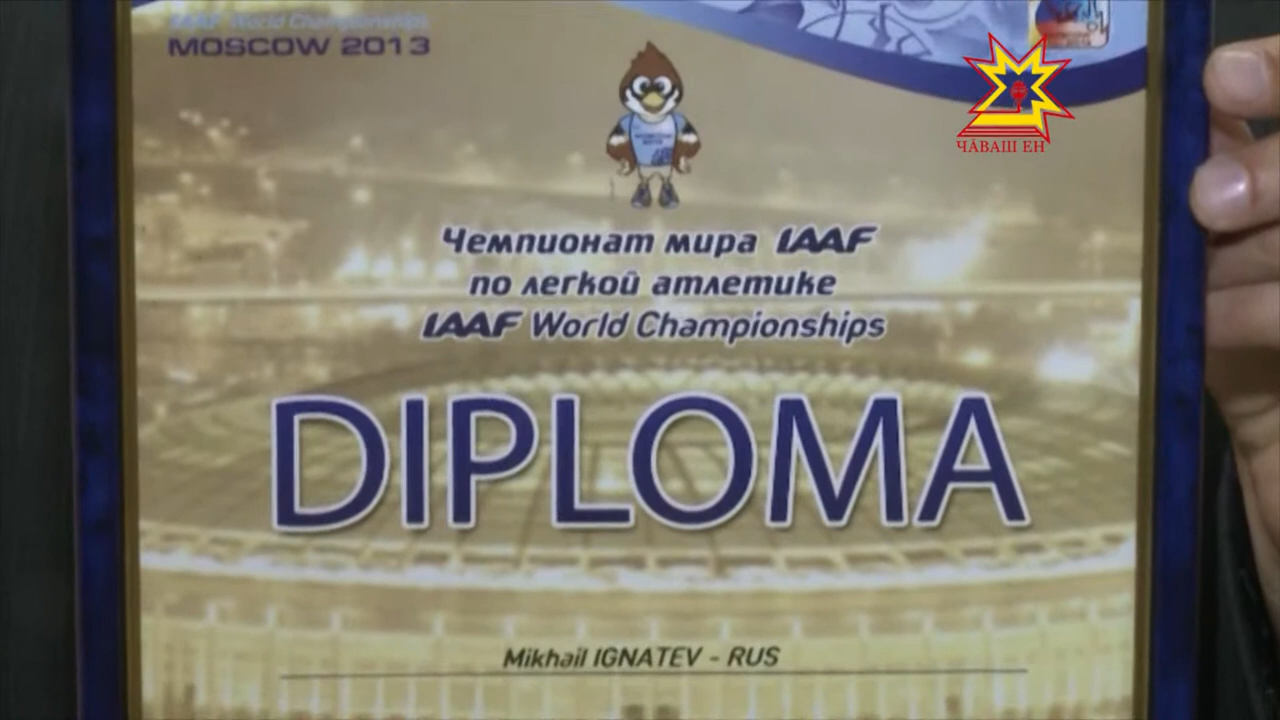 IAAF World Championships
MOSCOW 2013
ЧӐВАШ ЕН
Чемпионат мира IAAF
по легкой атлетике
IAAF World Championships
DIPLOMA
Mikhail IGNATEV - RUS